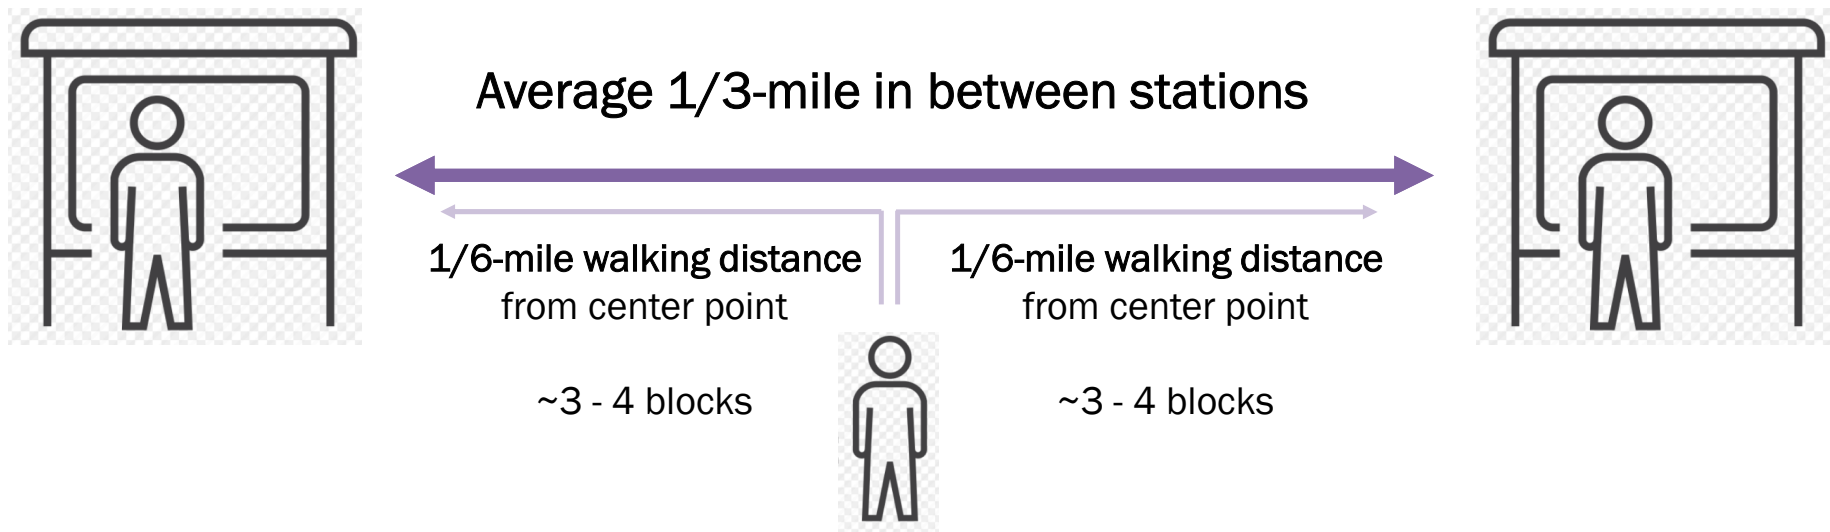 Average 1/3-mile in between stations
1/6-mile walking distance
from center point
~3 - 4 blocks
1/6-mile walking distance
from center point
~3 - 4 blocks